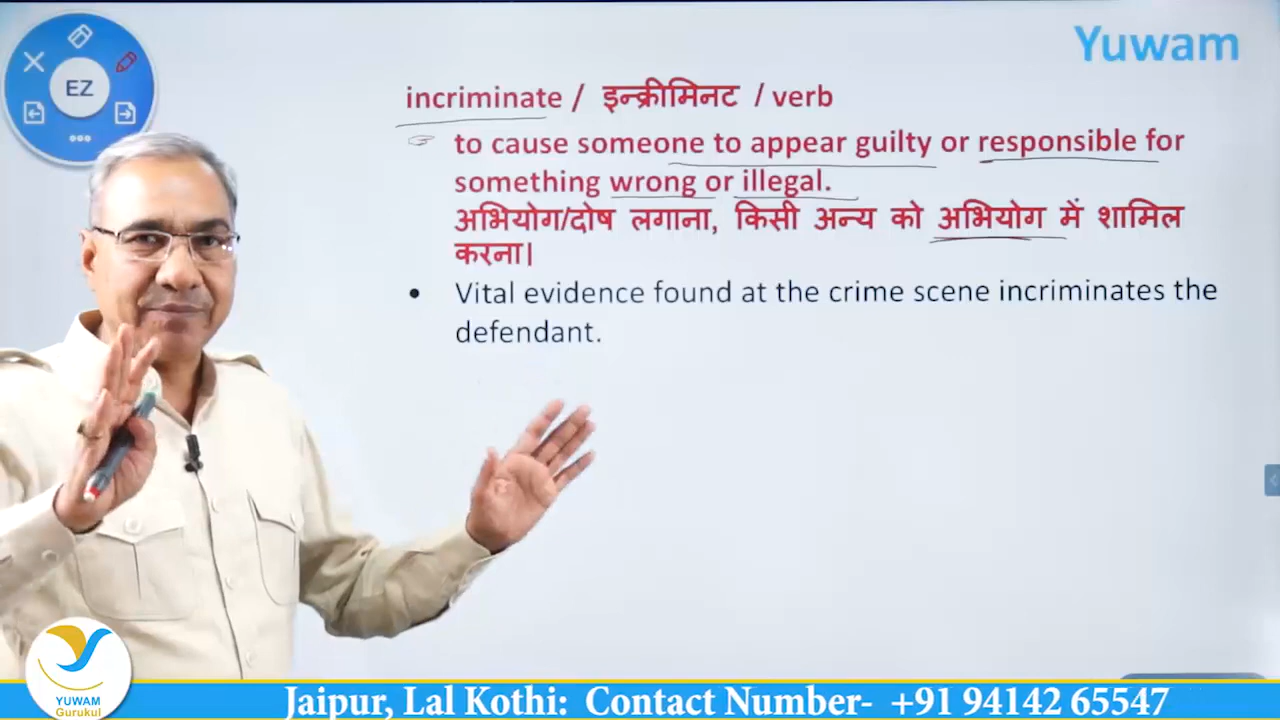 Yuwam
EZ
incriminate / इन्क्रीमिनट / verb
☞ to cause someone to appear guilty or responsible for
something wrong or illegal.
अभियोग/दोष लगाना, किसी अन्य को अभियोग में शामिल
करना।
• Vital evidence found at the crime scene incriminates the
defendant.
YUWAM
Gurukul
Jaipur, Lal Kothi: Contact Number- +91 94142 65547